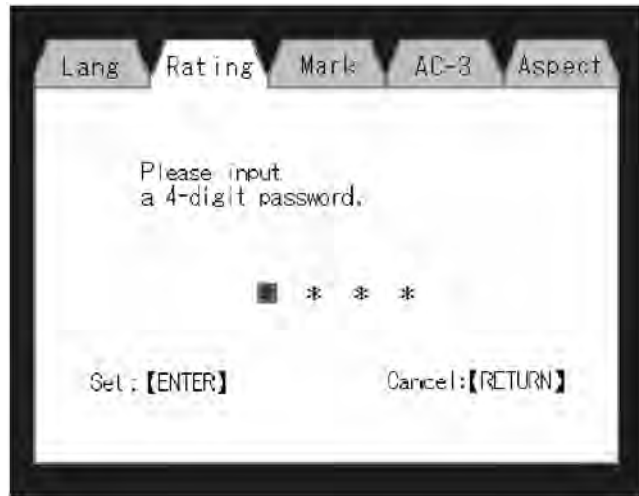 Lang Rating Mark AC-3 Aspect
Please input
a 4-digit password.
* * *
Set:【ENTER】 Cancel:【RETURN】